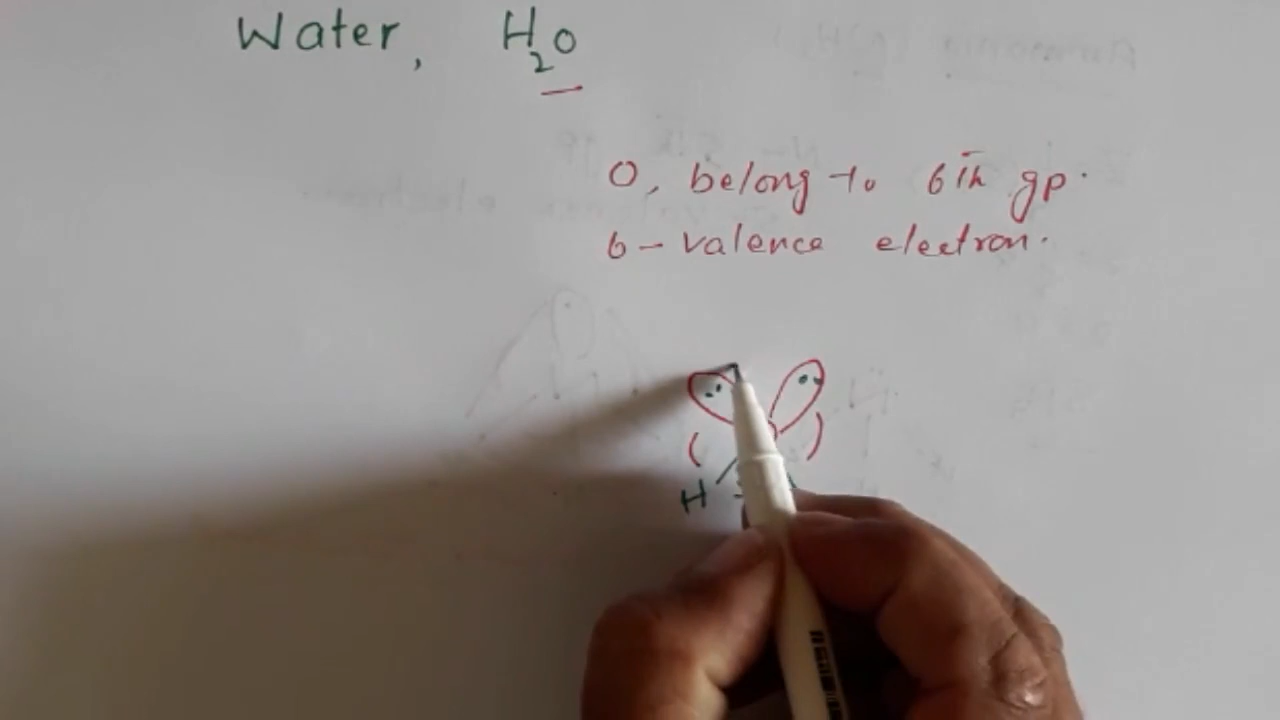 Water, H2O
O, belong to 6th gp.
6 - valence electron.
H